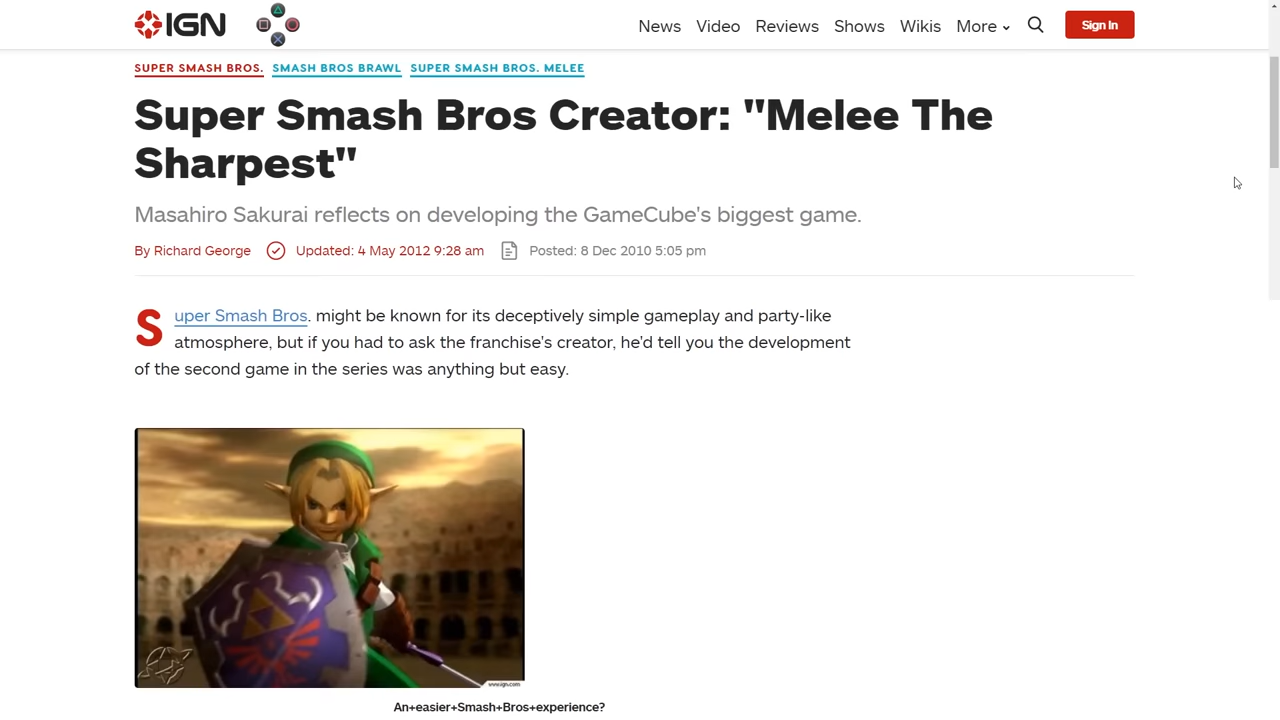 IGN
News Video Reviews Shows Wikis More Sign In
SUPER SMASH BROS. SMASH BROS BRAWL SUPER SMASH BROS. MELEE
Super Smash Bros Creator: "Melee The
Sharpest"
Masahiro Sakurai reflects on developing the GameCube's biggest game.
By Richard George Updated: 4 May 2012 9:28 am Posted: 8 Dec 2010 5:05 pm
Super Smash Bros. might be known for its deceptively simple gameplay and party-like
atmosphere, but if you had to ask the franchise's creator, he'd tell you the development
of the second game in the series was anything but easy.
www.ign.com
An+easier+Smash+Bros+experience?